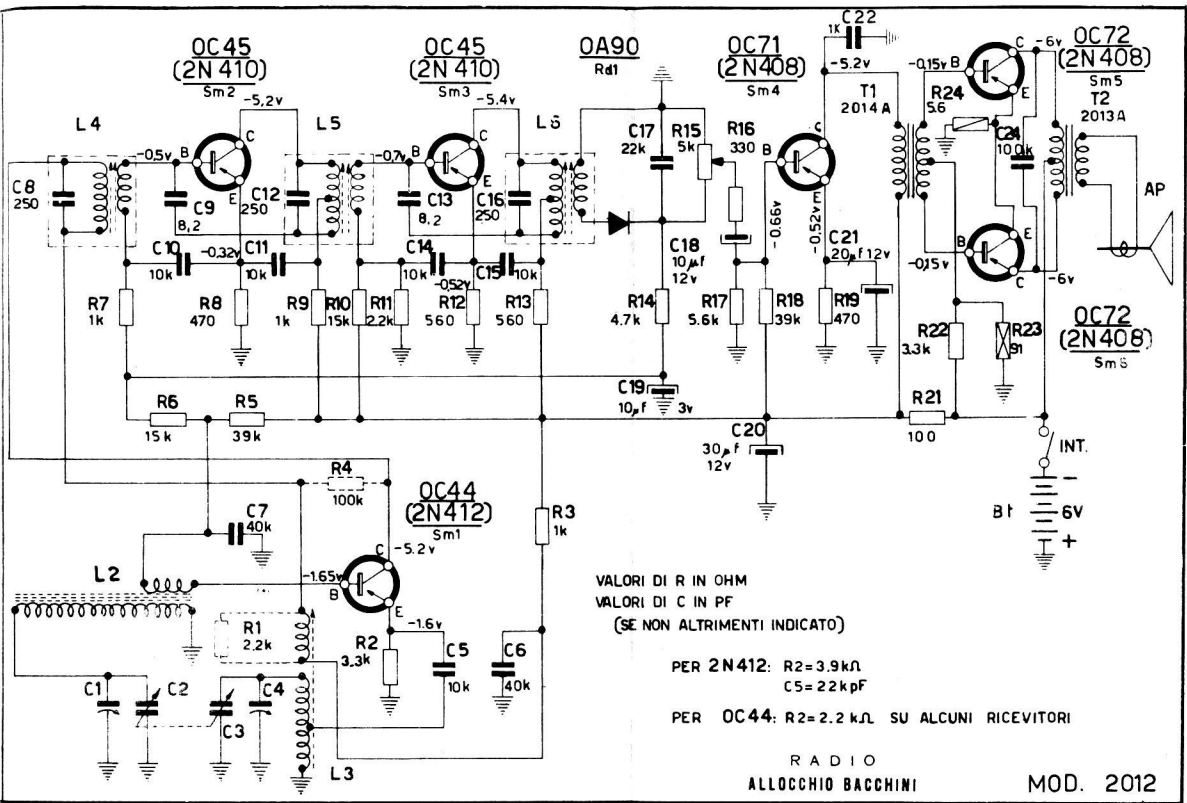 OC45
(2N 410)
Sm2
OC45
(2N 410)
Sm3
OA90
Rd1
OC71
(2N408)
Sm4
C22
1K
-5.2v
OC72
(2N408)
Sm5
T1
2014 A
T2
2013A
-0,15v B
C
-6v
E
R24
5.6
C24
100k
AP
L4
-5,2v
L5
-5.4v
L6
C17
22k
R15
5k
R16
330
C8
250
-0,5v
B
C
E
C9
8,2
C12
250
-0,7v
B
C
E
C13
8,2
C16
250
B
C
E
-0.66v
-0.52v
C10
10k
-0,32v
C11
10k
C14
10k
-0,52v
C15
10k
C18
10µf
12v
C21
20µf 12v
-0,15v
B
E
C
-6v
R7
1k
R8
470
R9
1k
R10
15k
R11
2.2k
R12
560
R13
560
R14
4.7k
R17
5.6k
R18
39k
R19
470
R22
3.3k
R23
91
OC72
(2N408)
Sm6
C19
10µf
3v
R6
15k
R5
39k
C20
30µf
12v
R21
100
INT.
R4
100k
OC44
(2N412)
Sm1
C7
40k
R3
1k
Bt
-
6V
+
L2
-1.65v
B
C
-5.2v
E
-1.6v
R1
2.2k
R2
3.3k
C5
10k
C6
40k
C1
C2
C3
C4
L3
VALORI DI R IN OHM
VALORI DI C IN PF
(SE NON ALTRIMENTI INDICATO)
PER 2N412: R2=3.9kΩ
C5=22kpF
PER OC44: R2=2.2 kΩ SU ALCUNI RICEVITORI
RADIO
ALLOCCHIO BACCHINI
MOD. 2012